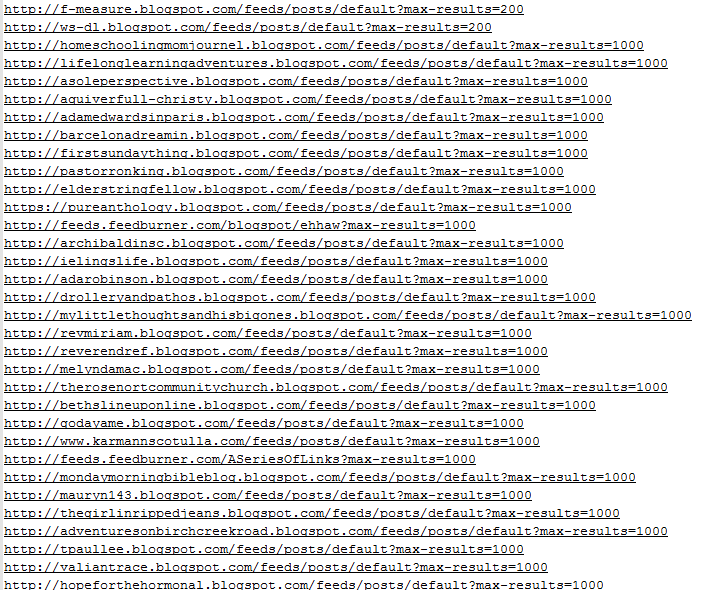 http://f-measure.blogspot.com/feeds/posts/default?max-results=200
http://ws-dl.blogspot.com/feeds/posts/default?max-results=200
http://homeschoolingmomjournel.blogspot.com/feeds/posts/default?max-results=1000
http://lifelonglearningadventures.blogspot.com/feeds/posts/default?max-results=1000
http://asoleperspective.blogspot.com/feeds/posts/default?max-results=1000
http://aquiverfull-christy.blogspot.com/feeds/posts/default?max-results=1000
http://adamedwardsinparis.blogspot.com/feeds/posts/default?max-results=1000
http://barcelonadreamin.blogspot.com/feeds/posts/default?max-results=1000
http://firstsundaything.blogspot.com/feeds/posts/default?max-results=1000
http://pastorronking.blogspot.com/feeds/posts/default?max-results=1000
http://elderstringfellow.blogspot.com/feeds/posts/default?max-results=1000
https://pureanthology.blogspot.com/feeds/posts/default?max-results=1000
http://feeds.feedburner.com/blogspot/ehhaw?max-results=1000
http://archibaldinsc.blogspot.com/feeds/posts/default?max-results=1000
http://ielingslife.blogspot.com/feeds/posts/default?max-results=1000
http://adarobinson.blogspot.com/feeds/posts/default?max-results=1000
http://drolleryandpathos.blogspot.com/feeds/posts/default?max-results=1000
http://mylittlethoughtsandhisbigones.blogspot.com/feeds/posts/default?max-results=1000
http://revmiriam.blogspot.com/feeds/posts/default?max-results=1000
http://reverendref.blogspot.com/feeds/posts/default?max-results=1000
http://melyndamac.blogspot.com/feeds/posts/default?max-results=1000
http://therosenortcommunitychurch.blogspot.com/feeds/posts/default?max-results=1000
http://bethslineuponline.blogspot.com/feeds/posts/default?max-results=1000
http://godayame.blogspot.com/feeds/posts/default?max-results=1000
http://www.karmannscotulla.com/feeds/posts/default?max-results=1000
http://feeds.feedburner.com/ASeriesOfLinks?max-results=1000
http://mondaymorningbibleblog.blogspot.com/feeds/posts/default?max-results=1000
http://mauryn143.blogspot.com/feeds/posts/default?max-results=1000
http://thegirlinrippedjeans.blogspot.com/feeds/posts/default?max-results=1000
http://adventuresonbirchcreekroad.blogspot.com/feeds/posts/default?max-results=1000
http://tpaullee.blogspot.com/feeds/posts/default?max-results=1000
http://valiantrace.blogspot.com/feeds/posts/default?max-results=1000
http://hopeforthehormonal.blogspot.com/feeds/posts/default?max-results=1000